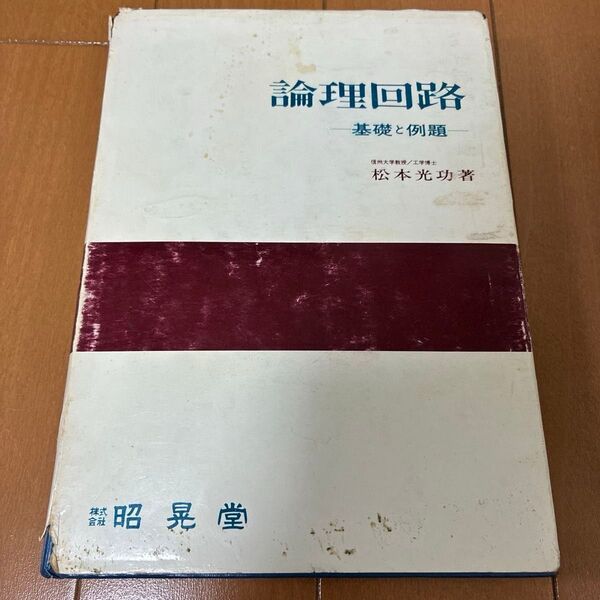 論理回路
―基礎と例題―
信州大学教授/工学博士
松本光功著
株式会社 昭晃堂